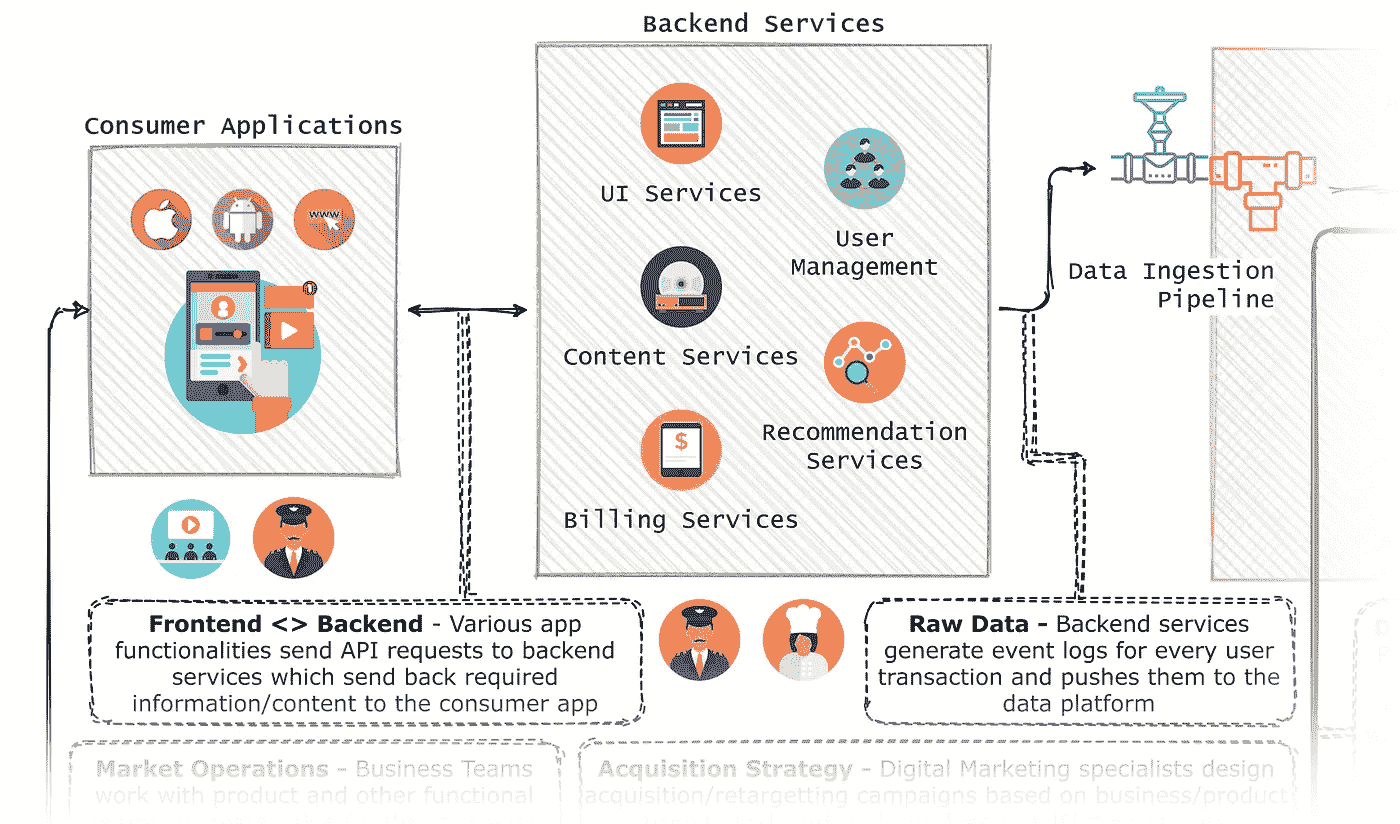 Backend Services
Consumer Applications
www
UI Services
User
Management
Content Services
Recommendation
Services
$
Billing Services
Data Ingestion
Pipeline
Frontend <> Backend - Various app
functionalities send API requests to backend
services which send back required
information/content to the consumer app
Raw Data - Backend services
generate event logs for every user
transaction and pushes them to the
data platform
Market Operations - Business Teams
work with product and other functional
Acquisition Strategy - Digital Marketing specialists design
acquisition/retargetting campaigns based on business/product